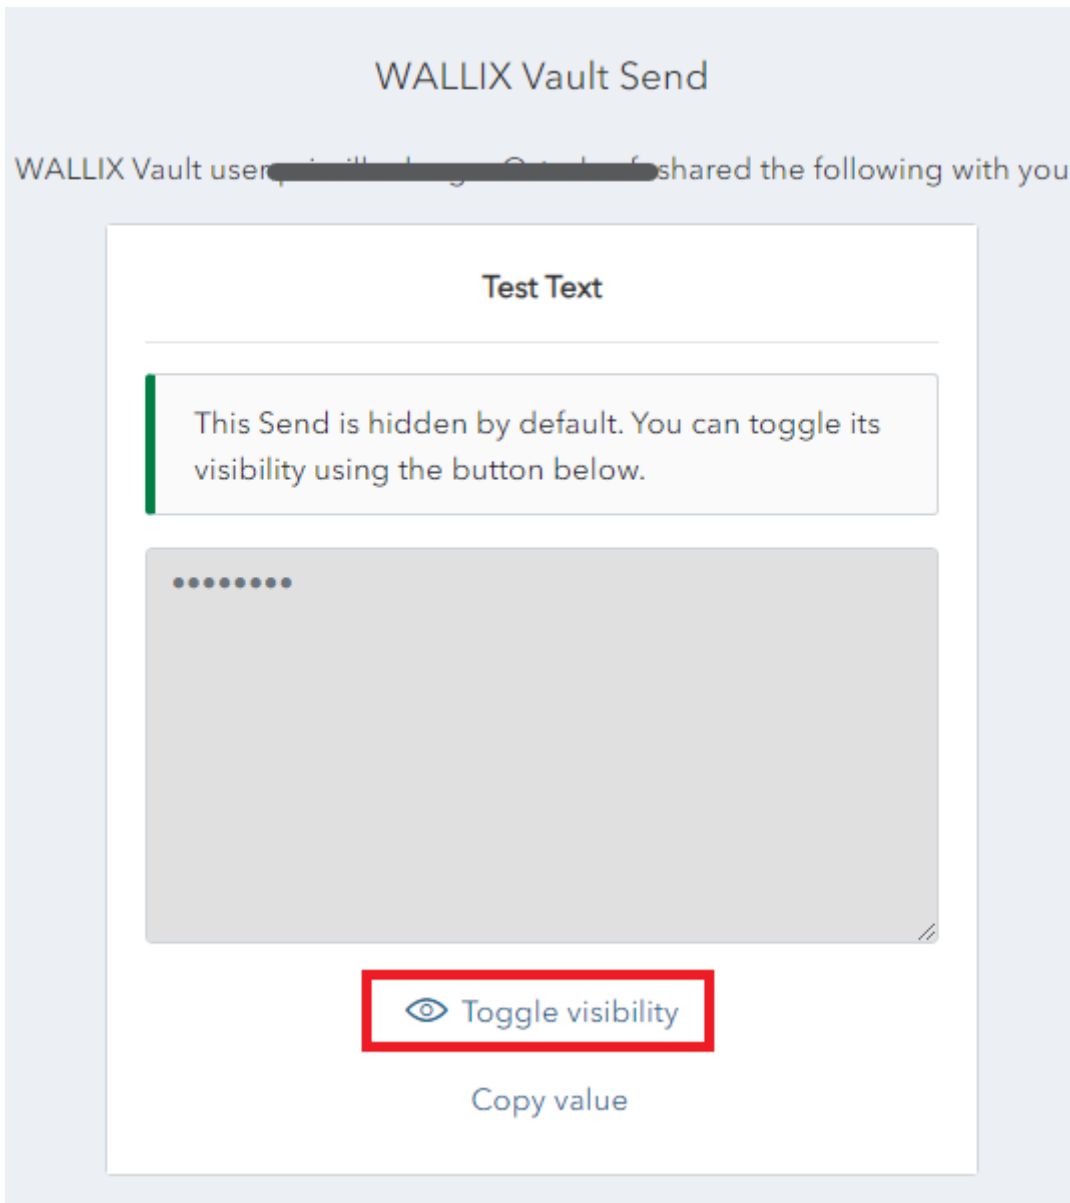 WALLIX Vault Send
WALLIX Vault user shared the following with you
Test Text
This Send is hidden by default. You can toggle its
visibility using the button below.
••••••••
Toggle visibility
Copy value